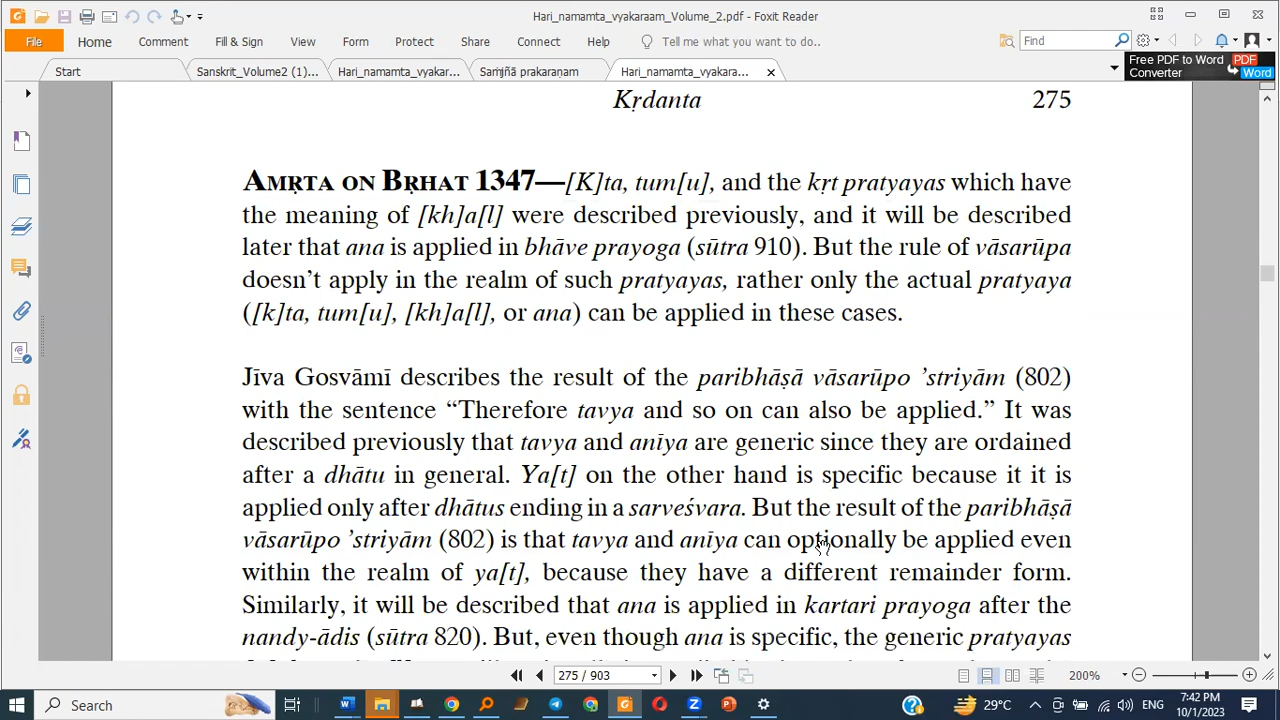 Hari_namamta_vyakaraam_Volume_2.pdf - Foxit Reader
File Home Comment Fill & Sign View Form Protect Share Connect Help Tell me what you want to do.. Find
Start Sanskrit_Volume2 (1)... Hari_namamta_vyakar... Saṁjñā prakaraṇam Hari_namamta_vyakara... Free PDF to Word Converter PDF Word
Kṛdanta 275
AMṚTA ON BṚHAT 1347—[K]ta, tum[u], and the kṛt pratyayas which have
the meaning of [kh]a[l] were described previously, and it will be described
later that ana is applied in bhāve prayoga (sūtra 910). But the rule of vāsarūpa
doesn’t apply in the realm of such pratyayas, rather only the actual pratyaya
([k]ta, tum[u], [kh]a[l], or ana) can be applied in these cases.
Jīva Gosvāmī describes the result of the paribhāṣā vāsarūpo ’striyām (802)
with the sentence “Therefore tavya and so on can also be applied.” It was
described previously that tavya and anīya are generic since they are ordained
after a dhātu in general. Ya[t] on the other hand is specific because it it is
applied only after dhātus ending in a sarveśvara. But the result of the paribhāṣā
vāsarūpo ’striyām (802) is that tavya and anīya can optionally be applied even
within the realm of ya[t], because they have a different remainder form.
Similarly, it will be described that ana is applied in kartari prayoga after the
nandy-ādis (sūtra 820). But, even though ana is specific, the generic pratyayas
275 / 903 200%
Search 29°C ENG 7:42 PM
10/1/2023